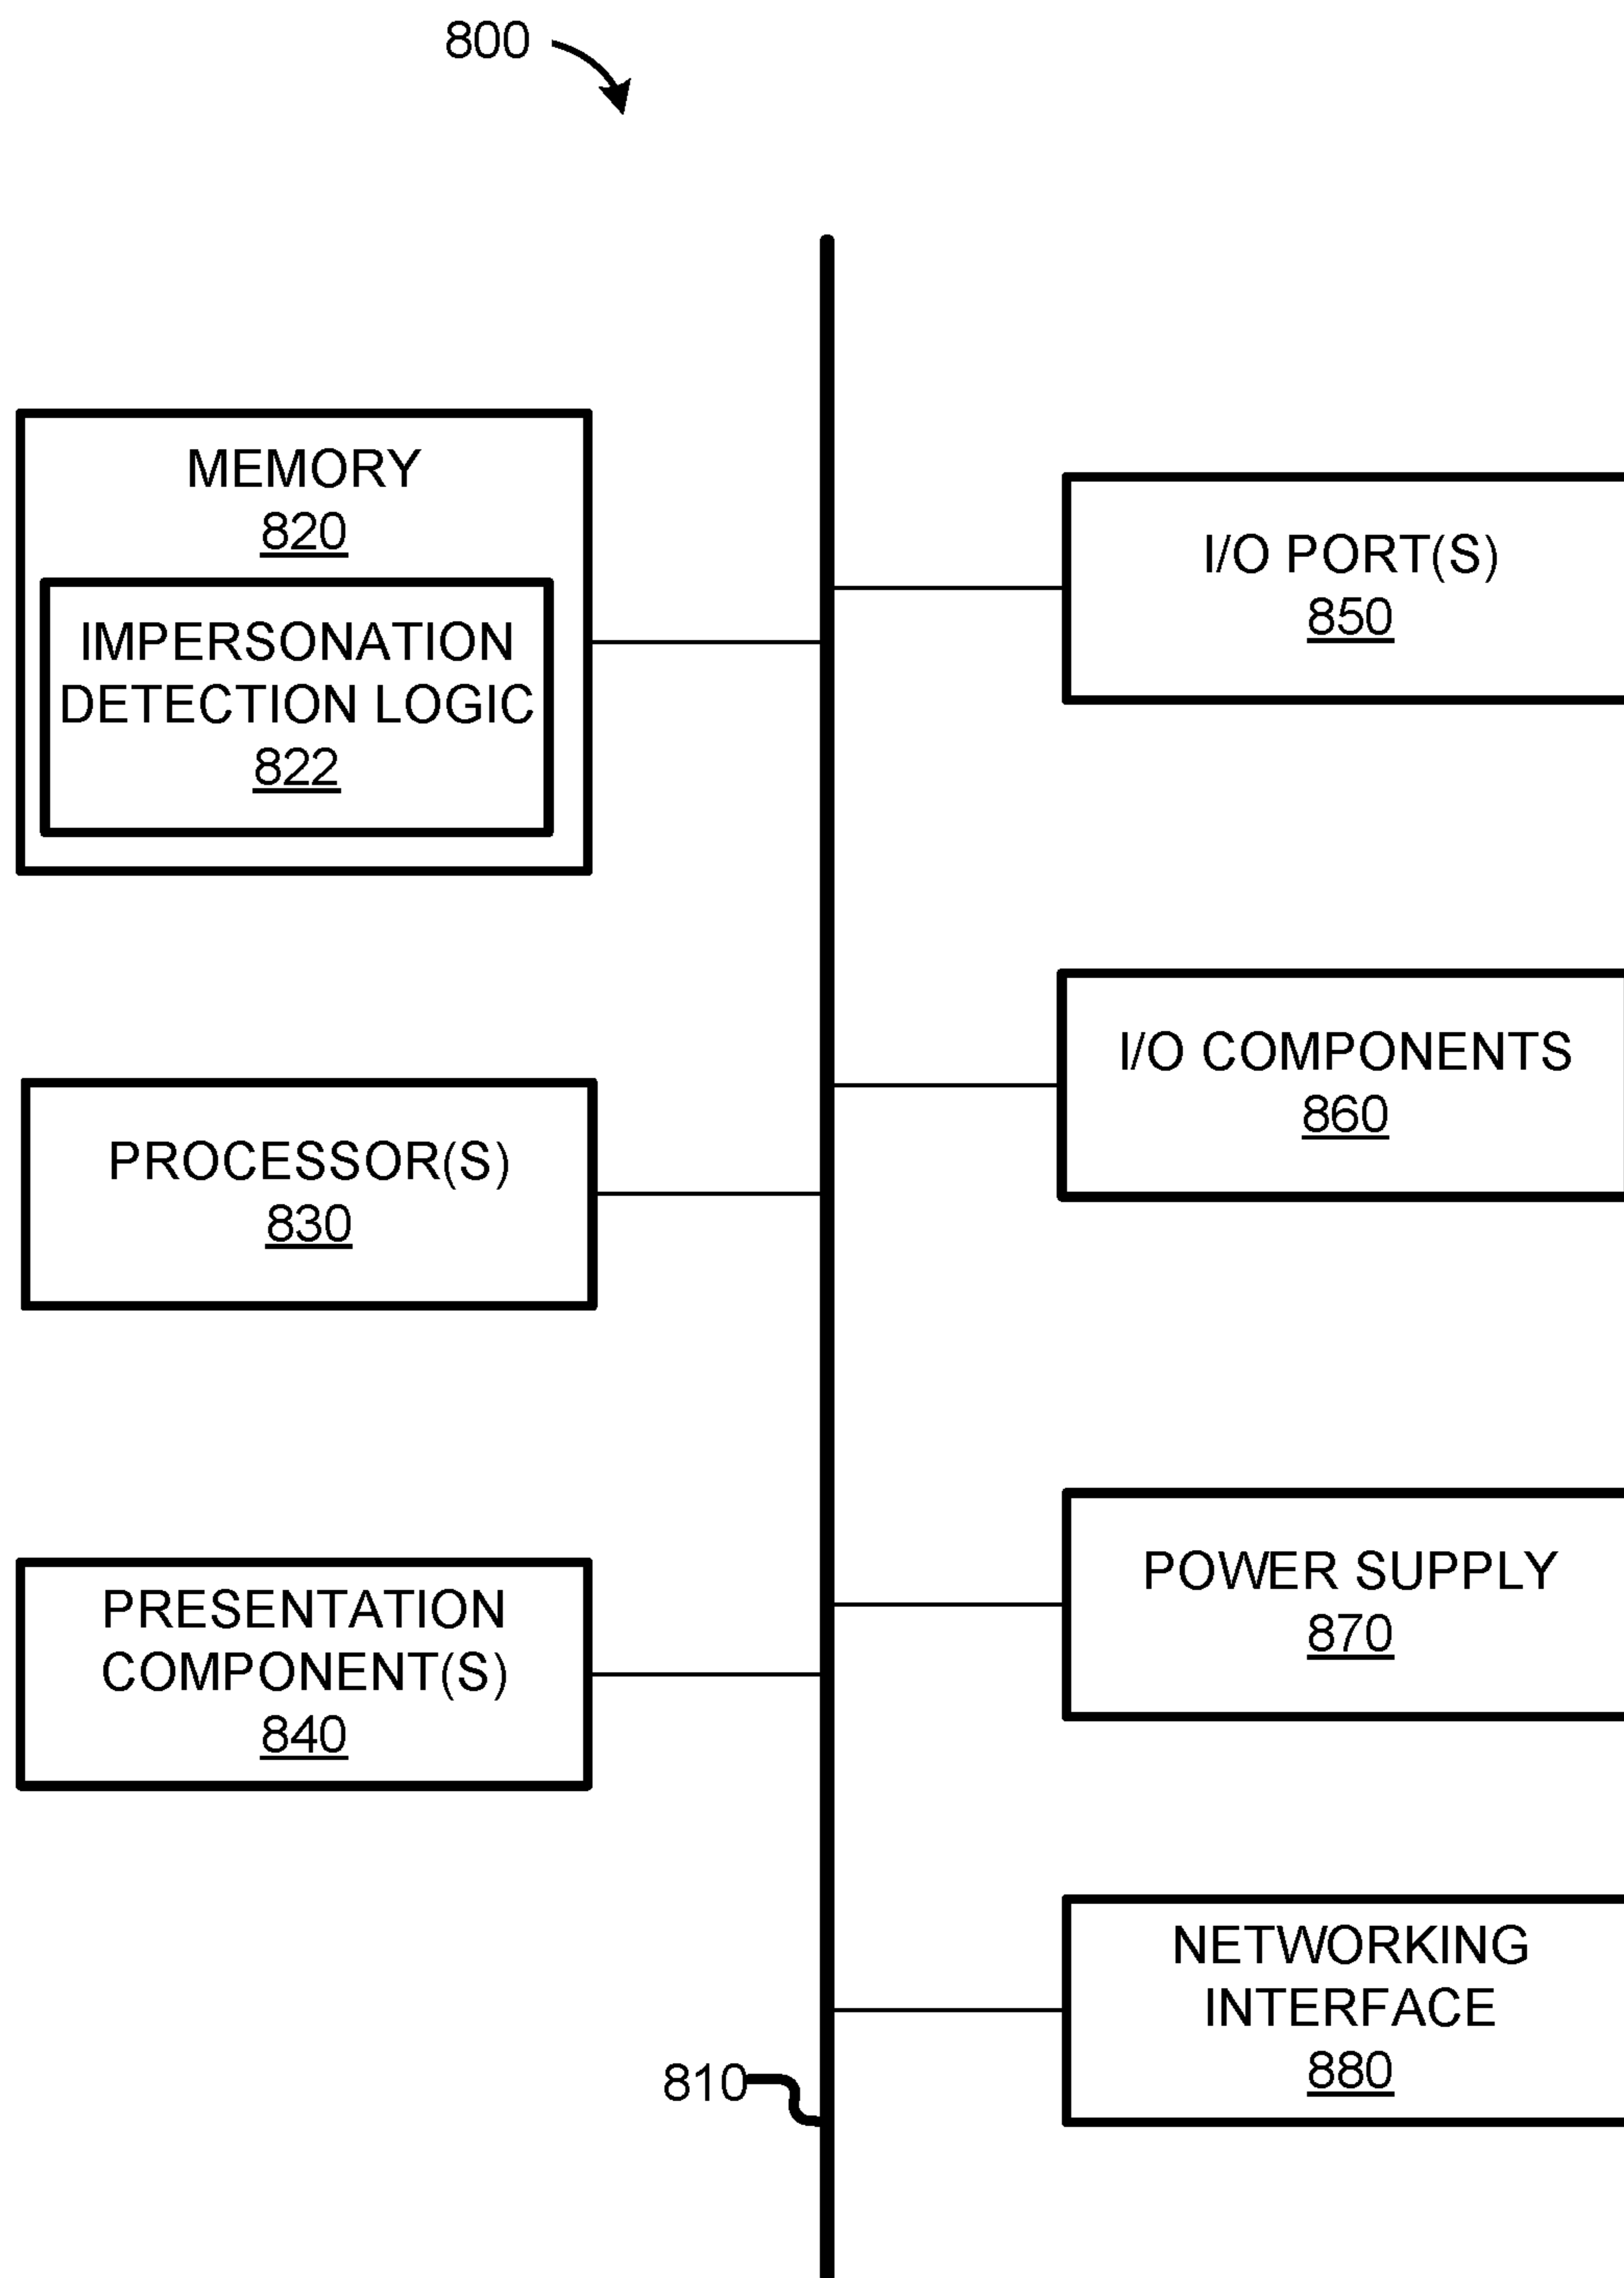 800
MEMORY
820
IMPERSONATION
DETECTION LOGIC
822
PROCESSOR(S)
830
PRESENTATION
COMPONENT(S)
840
I/O PORT(S)
850
I/O COMPONENTS
860
POWER SUPPLY
870
NETWORKING
INTERFACE
880
810